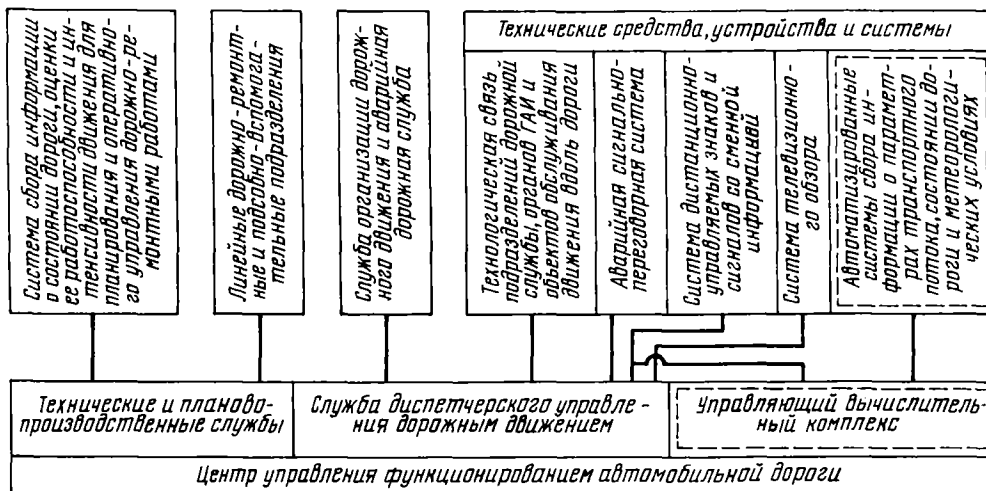 Система сбора информации
о состоянии дороги, оценки
ее работоспособности и ин-
тенсивности движения для
планирования и оперативно-
го управления дорожно-ре-
монтными работами
Линейные дорожно-ремонт-
ные и подсобно-вспомога-
тельные подразделения
Служба организации дорож-
ного движения и аварийная
дорожная служба
Технические средства, устройства и системы
Технологическая связь
подразделений дорожной
службы, органов ГАИ и
объектов обслуживания
движения вдоль дороги
Аварийная сигнально-
переговорная система
Система дистанционно-
управляемых знаков и
сигналов со сменной
информацией
Система телевизионно-
го обзора
Автоматизированные
системы сбора ин-
формации о парамет-
рах транспортного
потока, состоянии до-
роги и метеорологи-
ческих условиях
Технические и планово-
производственные службы
Служба диспетчерского управле-
ния дорожным движением
Управляющий вычислитель-
ный комплекс
Центр управления функционированием автомобильной дороги